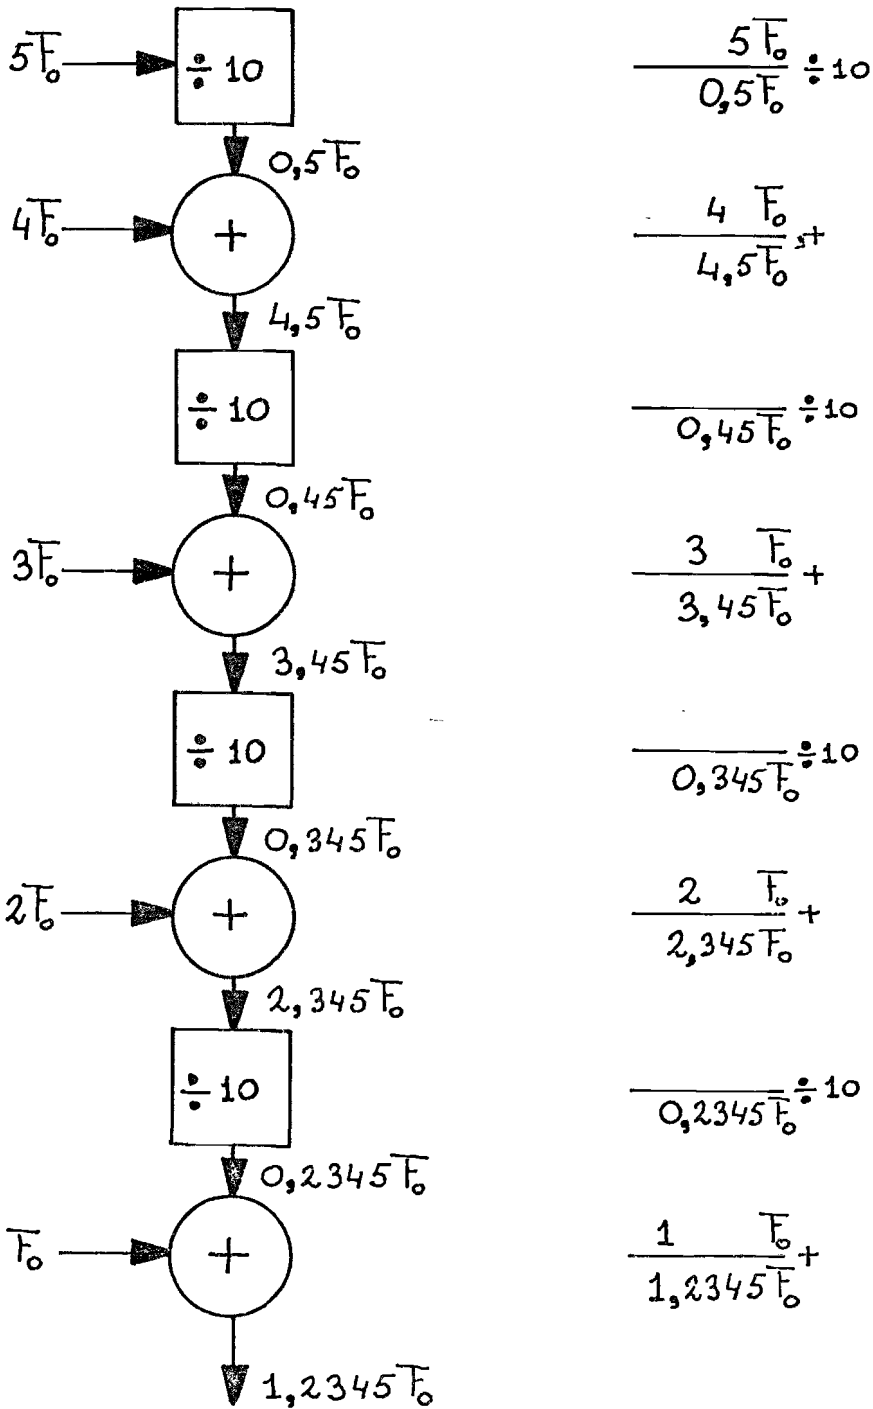 5F₀ ÷ 10 5F₀
0,5F₀ ÷ 10
0,5F₀
4F₀ + 4 F₀
4,5F₀ +
4,5F₀
÷ 10 ÷ 10
0,45F₀
0,45F₀
3F₀ + 3 F₀ +
3,45F₀
3,45F₀
÷ 10 ÷ 10
0,345F₀
0,345F₀
2F₀ + 2 F₀ +
2,345F₀
2,345F₀
÷ 10 ÷ 10
0,2345F₀
0,2345F₀
F₀ + 1 F₀ +
1,2345F₀
1,2345F₀